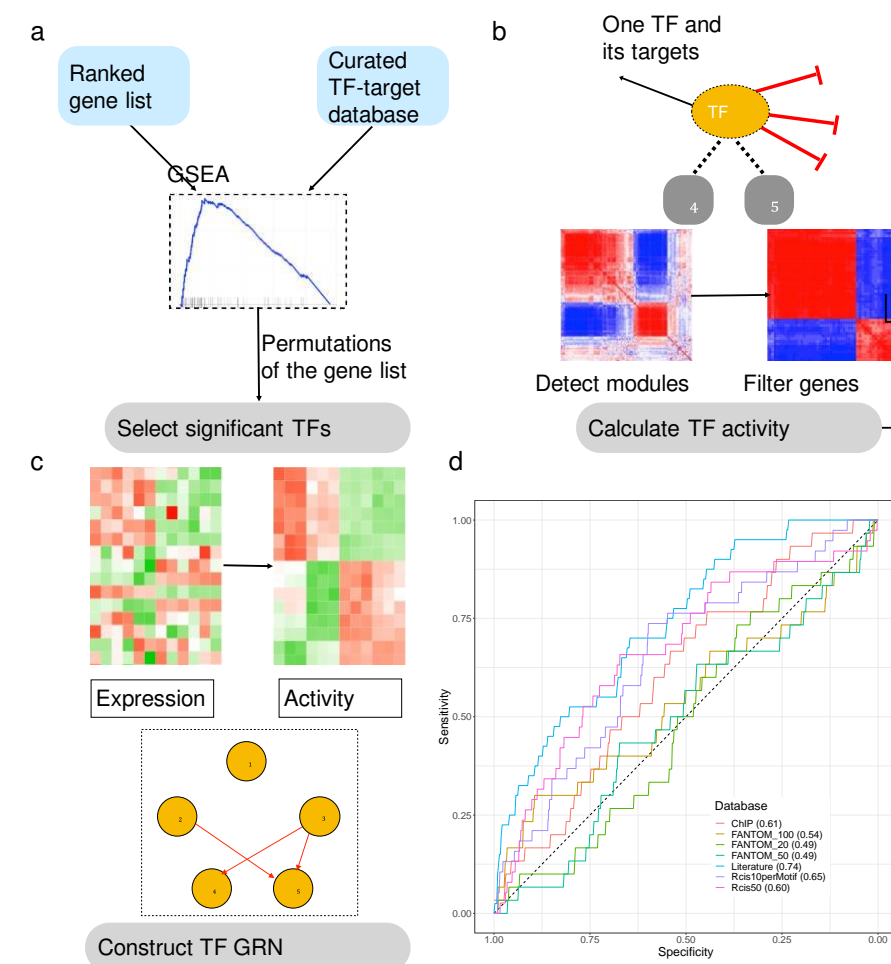 a
Ranked
gene list
Curated
TF-target
database
GSEA
Permutations
of the gene list
Select significant TFs
b
One TF and
its targets
TF
4
5
Detect modules
Filter genes
Calculate TF activity
c
Expression
Activity
1
2
3
4
5
Construct TF GRN
d
1.00
0.75
0.50
0.25
0.00
Sensitivity
Database
ChIP (0.61)
FANTOM_100 (0.54)
FANTOM_20 (0.49)
FANTOM_50 (0.49)
Literature (0.74)
Rcis10perMotif (0.65)
Rcis50 (0.60)
1.00
0.75
0.50
0.25
0.00
Specificity